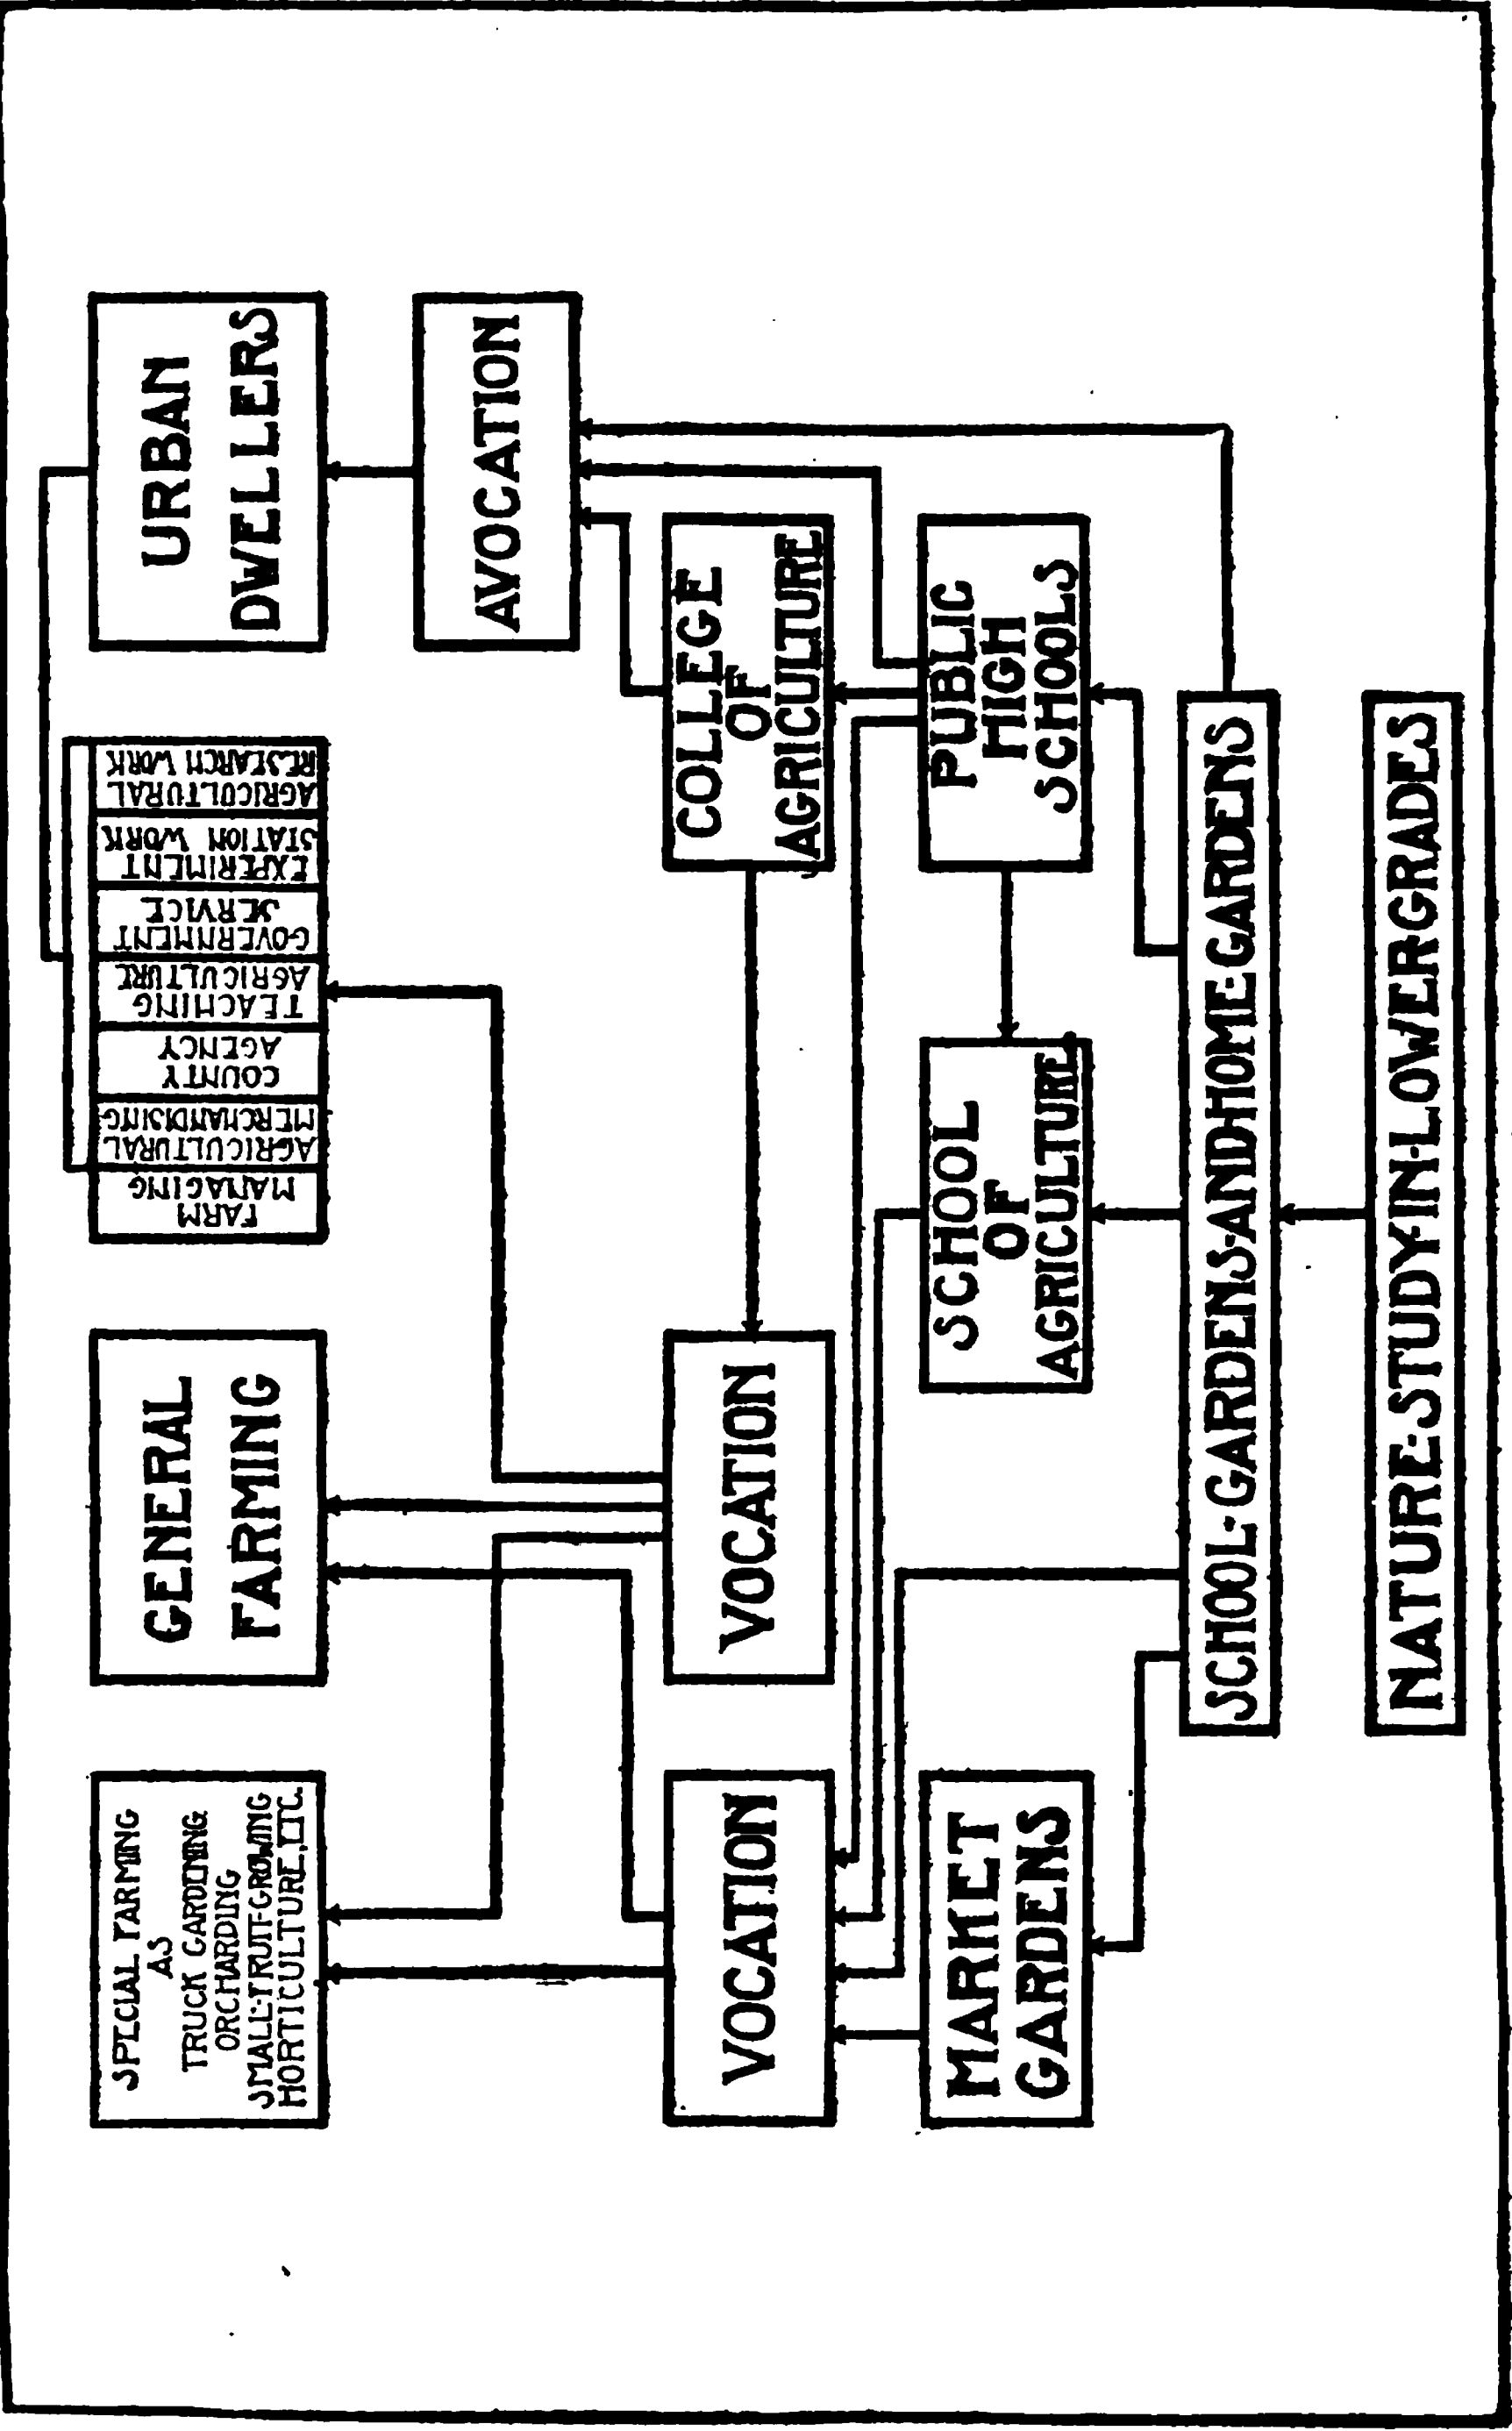 SPECIAL FARMING
AS
TRUCK GARDENING
ORCHARDING
SMALL-FRUIT-GROWING
HORTICULTURE, ETC.
GENERAL
FARMING
FARM
MANAGING
AGRICULTURAL
MERCHANDISING
COUNTY
AGENCY
TEACHING
AGRICULTURE
GOVERNMENT
SERVICE
EXPERIMENT
STATION WORK
AGRICULTURAL
RESEARCH WORK
URBAN
DWELLERS
AVOCATION
VOCATION
VOCATION
COLLEGE
OF
AGRICULTURE
MARKET
GARDENS
SCHOOL
OF
AGRICULTURE
PUBLIC
HIGH
SCHOOLS
SCHOOL-GARDENS-AND-HOME-GARDENS
NATURE-STUDY-IN-LOWER-GRADES